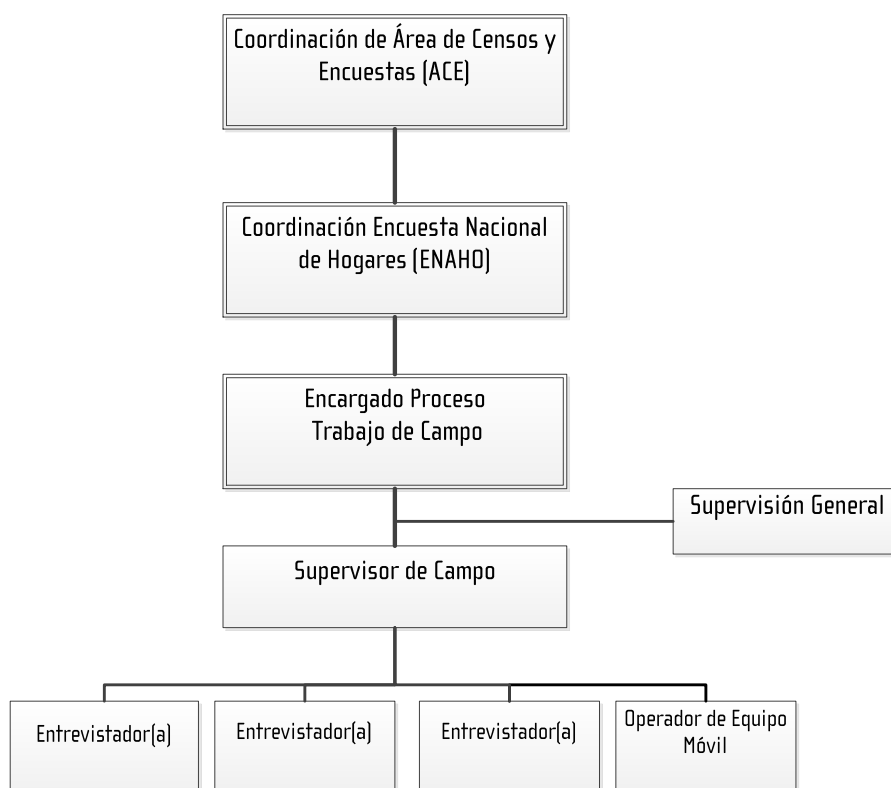 Coordinación de Área de Censos y
Encuestas (ACE)
Coordinación Encuesta Nacional
de Hogares (ENAHO)
Encargado Proceso
Trabajo de Campo
Supervisión General
Supervisor de Campo
Entrevistador(a)
Entrevistador(a)
Entrevistador(a)
Operador de Equipo
Móvil